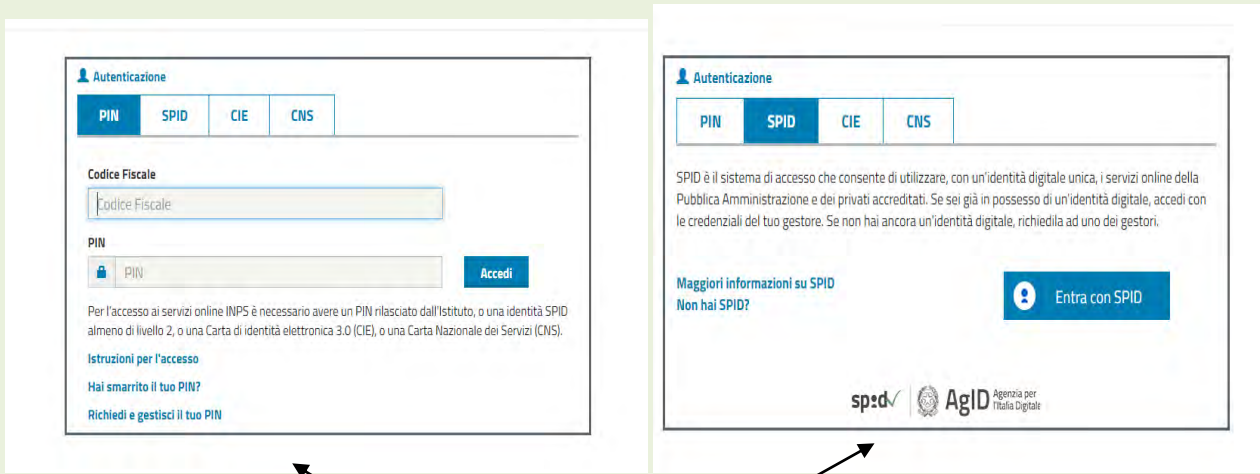 Autenticazione
PIN SPID CIE CNS
Codice Fiscale
Codice Fiscale
PIN
PIN Accedi
Per l'accesso ai servizi online INPS è necessario avere un PIN rilasciato dall'Istituto, o una identità SPID
almeno di livello 2, o una Carta di identità elettronica 3.0 (CIE), o una Carta Nazionale dei Servizi (CNS).
Istruzioni per l'accesso
Hai smarrito il tuo PIN?
Richiedi e gestisci il tuo PIN
Autenticazione
PIN SPID CIE CNS
SPID è il sistema di accesso che consente di utilizzare, con un'identità digitale unica, i servizi online della
Pubblica Amministrazione e dei privati accreditati. Se sei già in possesso di un'identità digitale, accedi con
le credenziali del tuo gestore. Se non hai ancora un'identità digitale, richiedila ad uno dei gestori.
Maggiori informazioni su SPID
Non hai SPID?
Entra con SPID
spid AgID Agenzia per
l'Italia Digitale